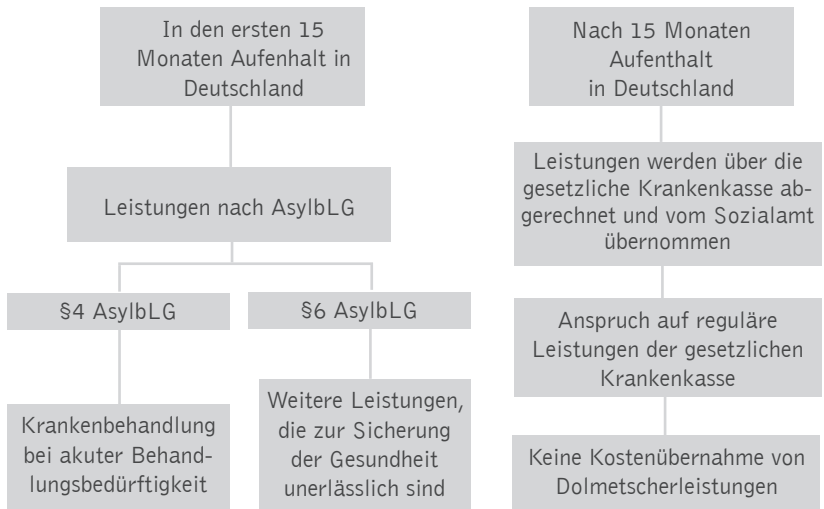 In den ersten 15
Monaten Aufenhalt in
Deutschland
Leistungen nach AsylbLG
§4 AsylbLG
Krankenbehandlung
bei akuter Behand-
lungsbedürftigkeit
§6 AsylbLG
Weitere Leistungen,
die zur Sicherung
der Gesundheit
unerlässlich sind
Nach 15 Monaten
Aufenthalt
in Deutschland
Leistungen werden über die
gesetzliche Krankenkasse ab-
gerechnet und vom Sozialamt
übernommen
Anspruch auf reguläre
Leistungen der gesetzlichen
Krankenkasse
Keine Kostenübernahme von
Dolmetscherleistungen